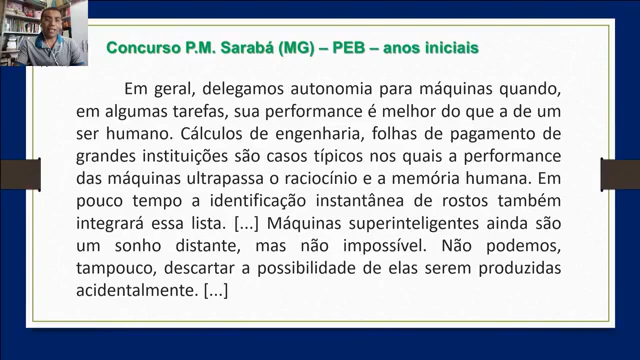 Concurso P.M. Sarabá (MG) – PEB – anos iniciais
Em geral, delegamos autonomia para máquinas quando,
em algumas tarefas, sua performance é melhor do que a de um
ser humano. Cálculos de engenharia, folhas de pagamento de
grandes instituições são casos típicos nos quais a performance
das máquinas ultrapassa o raciocínio e a memória humana. Em
pouco tempo a identificação instantânea de rostos também
integrará essa lista. [...] Máquinas superinteligentes ainda são
um sonho distante, mas não impossível. Não podemos,
tampouco, descartar a possibilidade de elas serem produzidas
acidentalmente. [...]